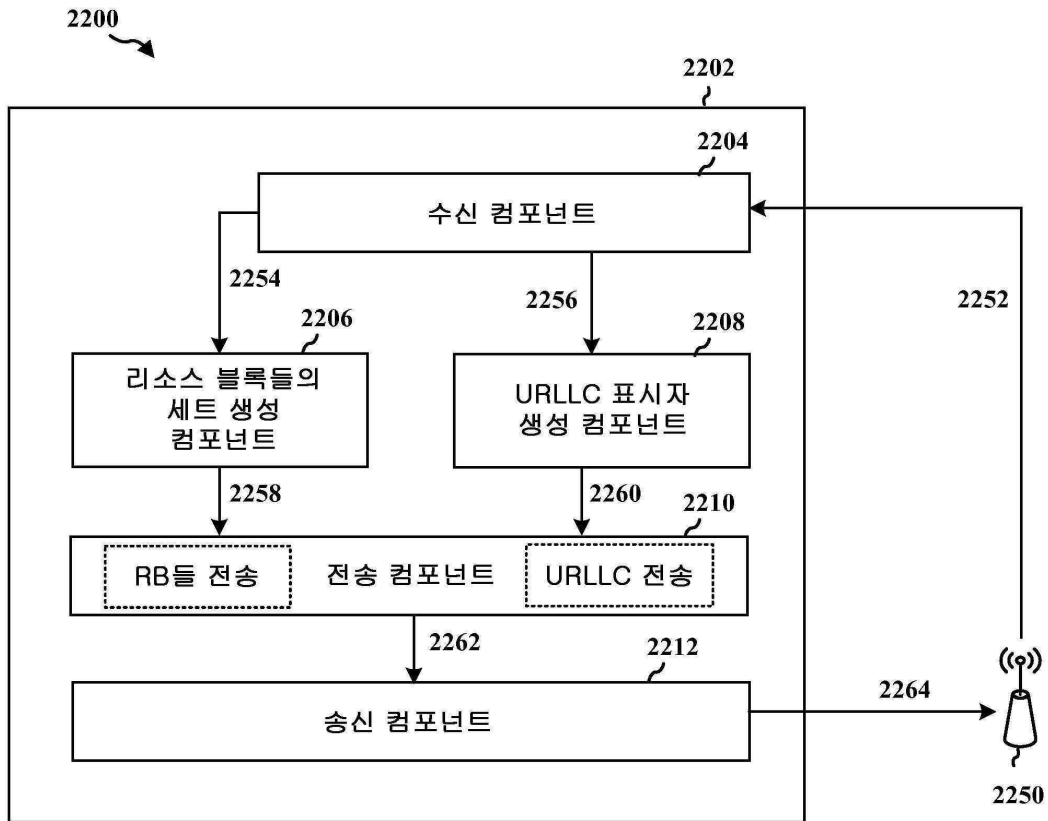 2200
2202
2204
수신 컴포넌트
2254
2256
2252
2206
2208
리소스 블록들의
세트 생성
컴포넌트
URLLC 표시자
생성 컴포넌트
2258
2260
2210
RB들 전송
전송 컴포넌트
URLLC 전송
2262
2212
송신 컴포넌트
2264
2250